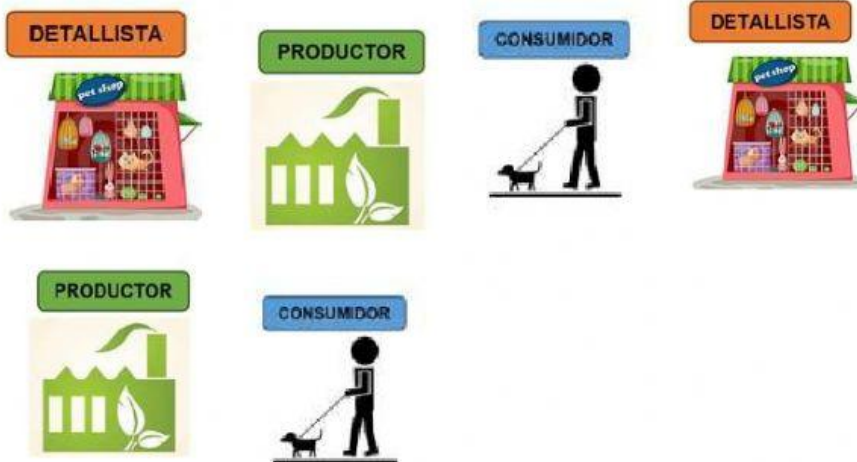 DETALLISTA
pet shop
PRODUCTOR
CONSUMIDOR
DETALLISTA
pet shop
PRODUCTOR
CONSUMIDOR